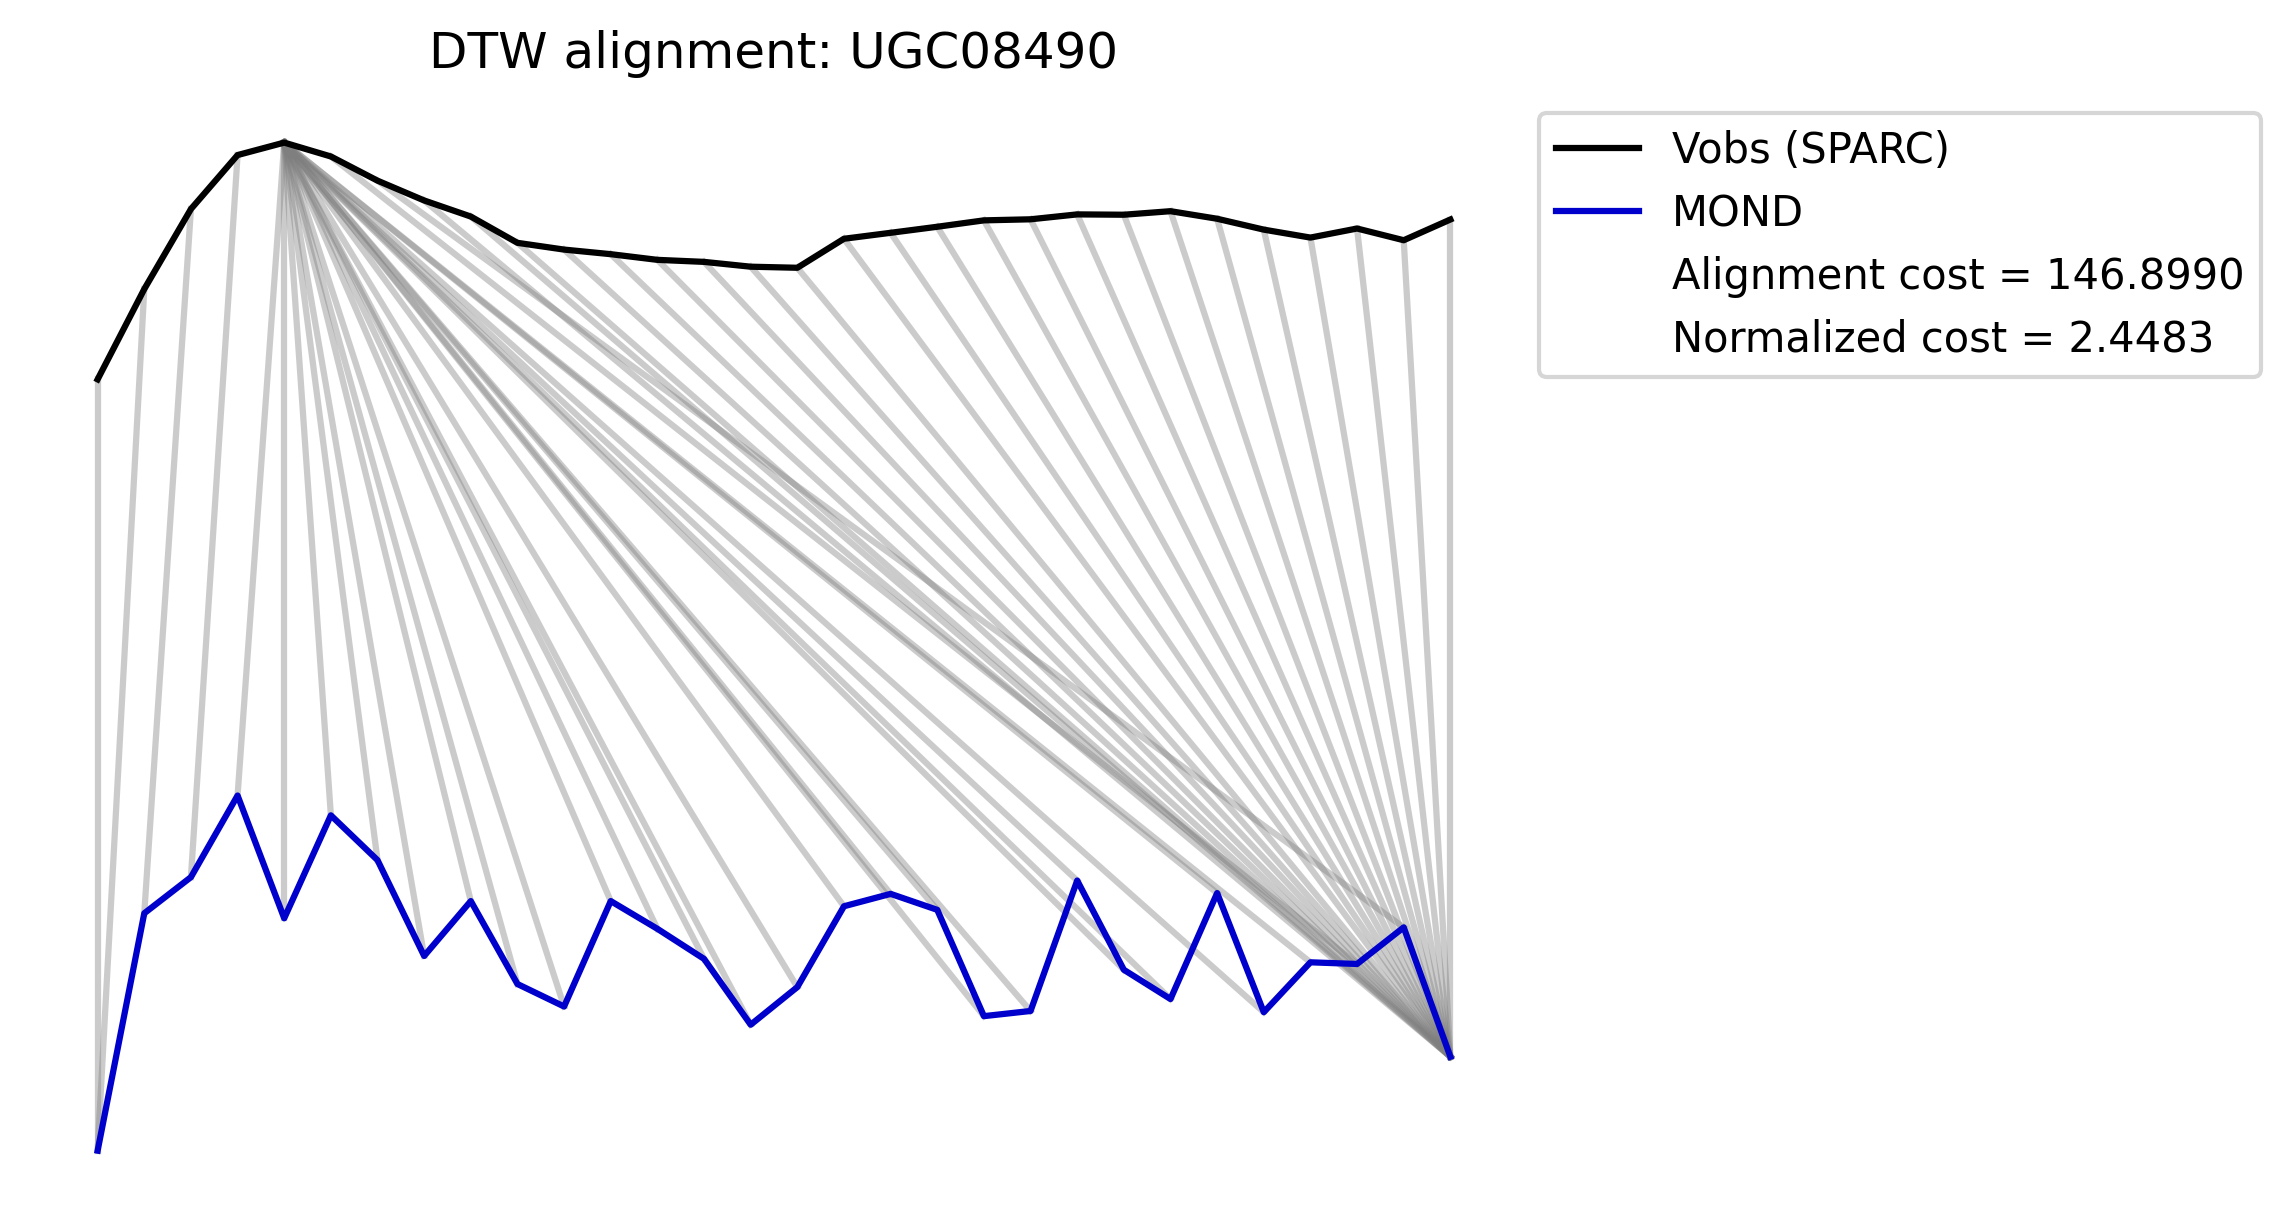 DTW alignment: UGC08490
Vobs (SPARC)
MOND
Alignment cost = 146.8990
Normalized cost = 2.4483